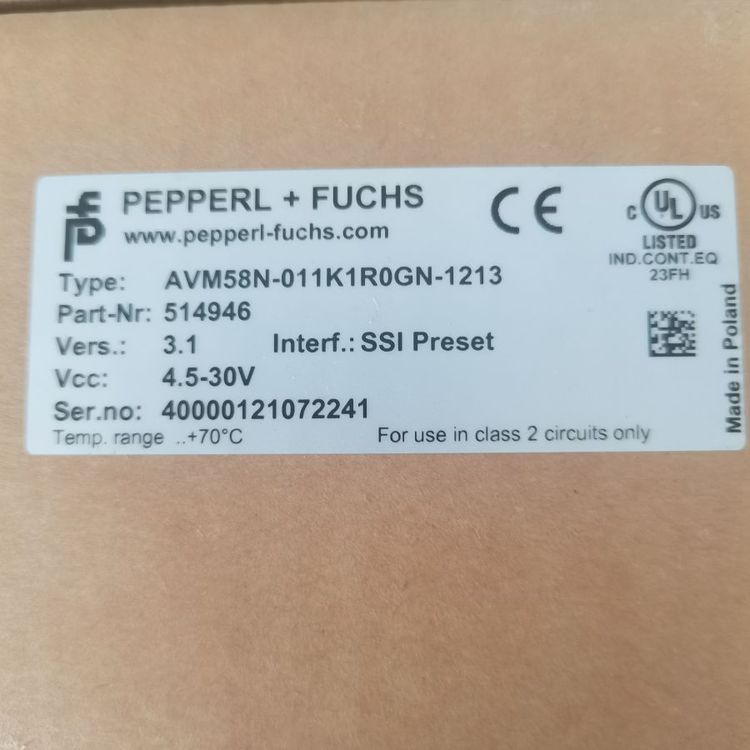 PEPPERL + FUCHS
www.pepperl-fuchs.com
CE
C UL US
LISTED
IND.CONT.EQ
23FH
Type: AVM58N-011K1R0GN-1213
Part-Nr: 514946
Vers.: 3.1 Interf.: SSI Preset
Vcc: 4.5-30V
Ser.no: 40000121072241
Temp. range ..+70°C For use in class 2 circuits only
Made in Poland